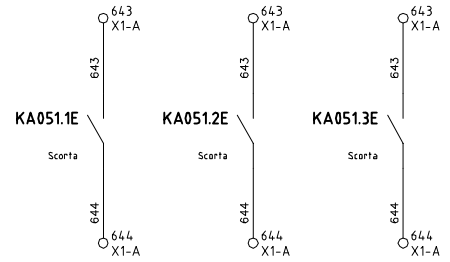 643 643 643
X1-A X1-A X1-A
643 643 643
KA051.1E KA051.2E KA051.3E
Scorta Scorta Scorta
644 644 644
644 644 644
X1-A X1-A X1-A